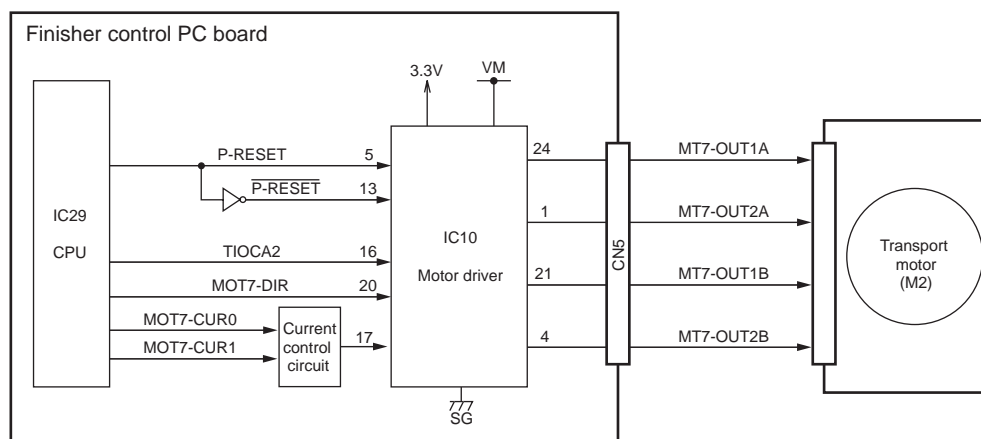 Finisher control PC board
3.3V
VM
P-RESET
5
24
MT7-OUT1A
P-RESET
13
IC29
CPU
1
MT7-OUT2A
IC10
Motor driver
CN5
Transport
motor
(M2)
TIOCA2
16
MOT7-DIR
20
21
MT7-OUT1B
MOT7-CUR0
MOT7-CUR1
Current
control
circuit
17
4
MT7-OUT2B
SG